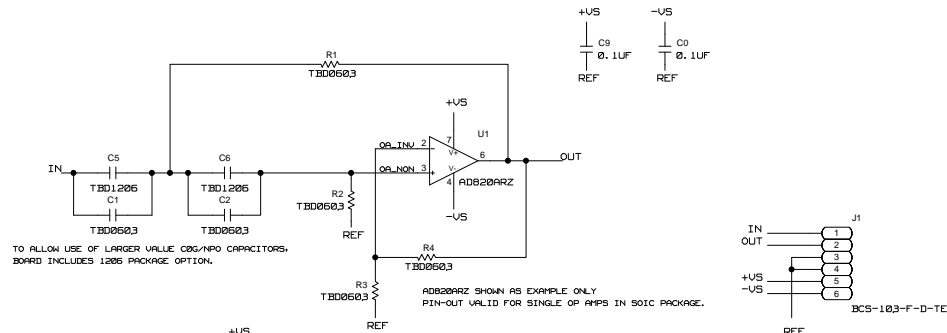 +VS
-VS
C9
0.1UF
REF
C0
0.1UF
REF
R1
TBD0603
+VS
U1
OA_INV 2
7
V+
6
OUT
OA_NON 3
V-
4
AD820ARZ
-VS
IN
C5
TBD1206
C1
TBD0603
C6
TBD1206
C2
TBD0603
R2
TBD0603
REF
R4
TBD0603
R3
TBD0603
REF
TO ALLOW USE OF LARGER VALUE C0G/NPO CAPACITORS,
BOARD INCLUDES 1206 PACKAGE OPTION.
AD820ARZ SHOWN AS EXAMPLE ONLY
PIN-OUT VALID FOR SINGLE OP AMPS IN SOIC PACKAGE.
J1
IN 1
OUT 2
3
4
+VS 5
-VS 6
BCS-103-F-D-TE
REF
+VS